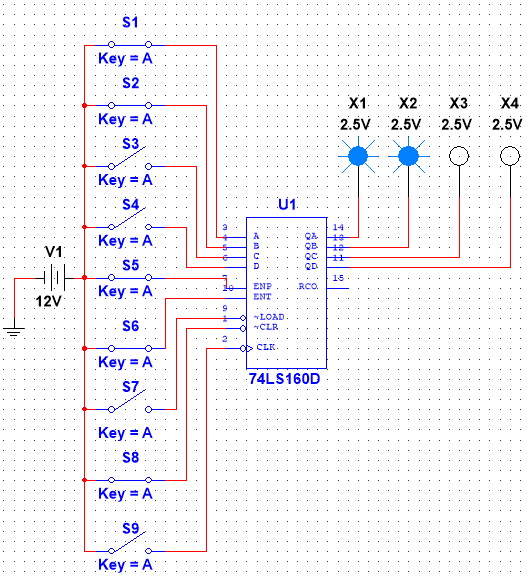 S1
Key = A
S2
Key = A
S3
Key = A
S4
Key = A
S5
Key = A
S6
Key = A
S7
Key = A
S8
Key = A
S9
Key = A
V1
12V
X1 X2 X3 X4
2.5V 2.5V 2.5V 2.5V
U1
3 A QA 14
4 B QB 13
5 C QC 12
6 D QD 11
7 ENP RCO 15
10 ENT
9 ~LOAD
1 ~CLR
2 CLK
74LS160D